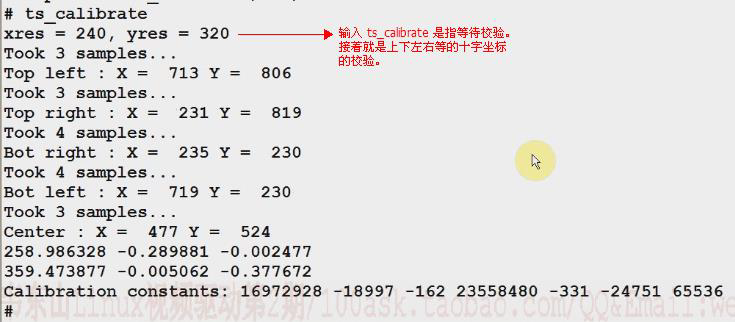 # ts_calibrate
xres = 240, yres = 320
输入 ts_calibrate 是指等待校验。
接着就是上下左右等的十字坐标
的校验。
Took 3 samples...
Top left : X =  713 Y =  806
Took 3 samples...
Top right : X =  231 Y =  819
Took 4 samples...
Bot right : X =  235 Y =  230
Took 4 samples...
Bot left : X =  719 Y =  230
Took 3 samples...
Center : X =  477 Y =  524
258.986328 -0.289881 -0.002477
359.473877 -0.005062 -0.377672
Calibration constants: 16972928 -18997 -162 23558480 -331 -24751 65536
东山Linux视频驱动第2期/100ask.taobao.com/QQ&Email:we
#